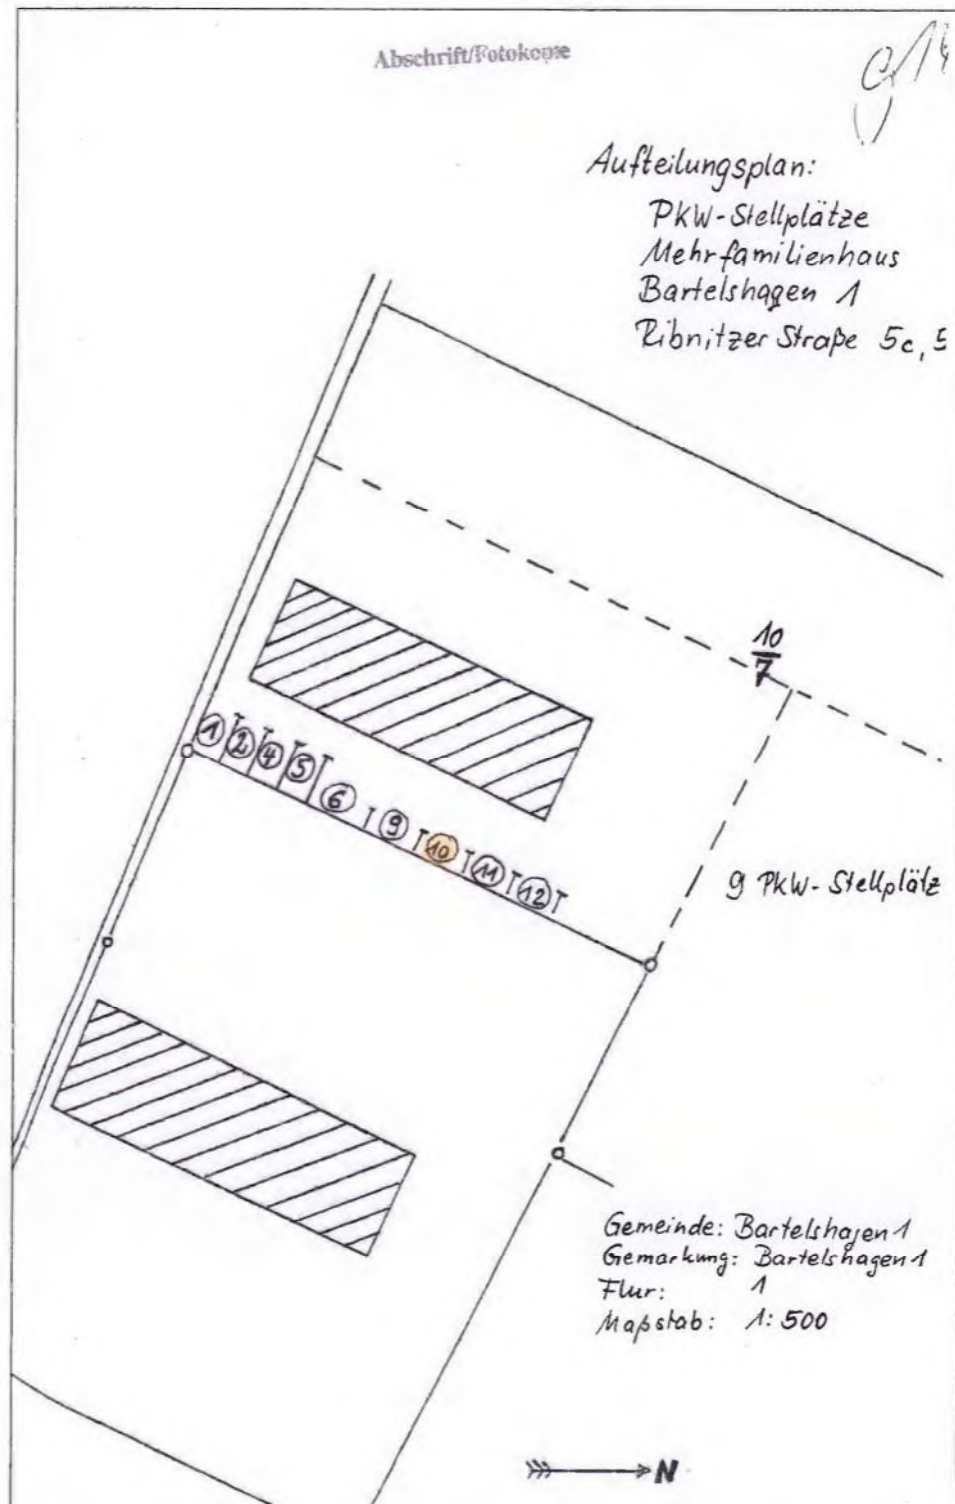 Abschrift/Fotokopie
Aufteilungsplan:
PKW-Stellplätze
Mehrfamilienhaus
Bartelshagen 1
Ribnitzer Straße 5c, 5
10
7
1 2 4 5 6 9 10 11 12
9 PKW-Stellplätz
Gemeinde: Bartelshagen 1
Gemarkung: Bartelshagen 1
Flur: 1
Maßstab: 1:500
N